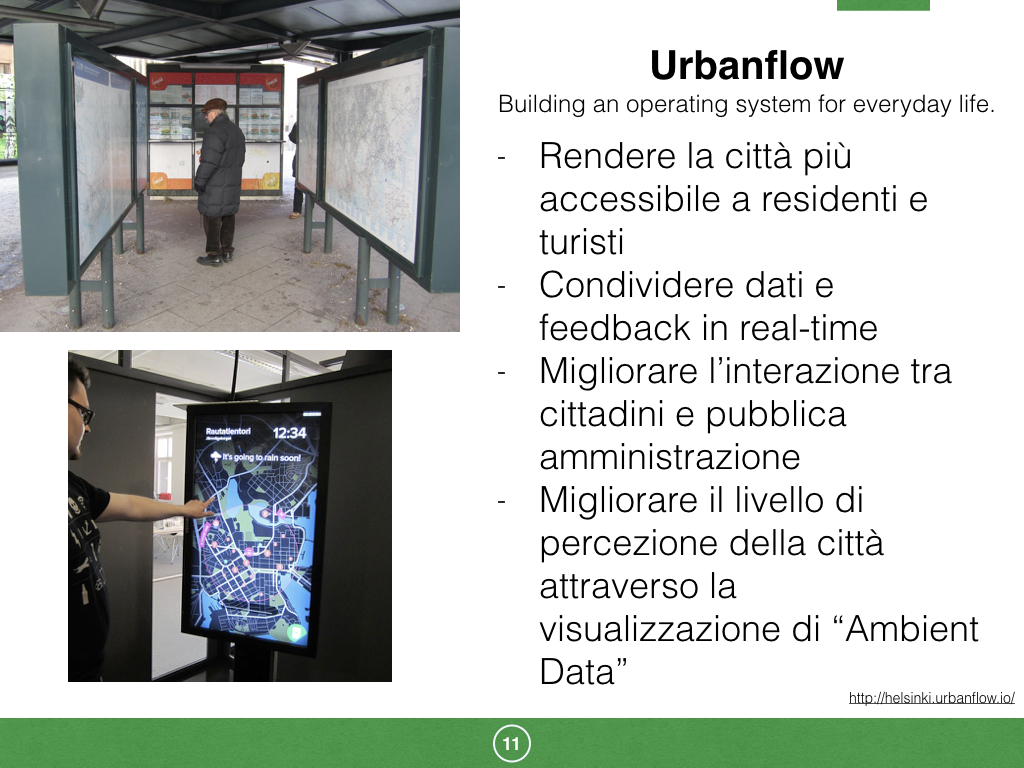 Urbanflow
Building an operating system for everyday life.
- Rendere la città più
accessibile a residenti e
turisti
- Condividere dati e
feedback in real-time
- Migliorare l’interazione tra
cittadini e pubblica
amministrazione
- Migliorare il livello di
percezione della città
attraverso la
visualizzazione di “Ambient
Data”
Rautatientori
12:34
It's going to rain soon!
http://helsinki.urbanflow.io/
11